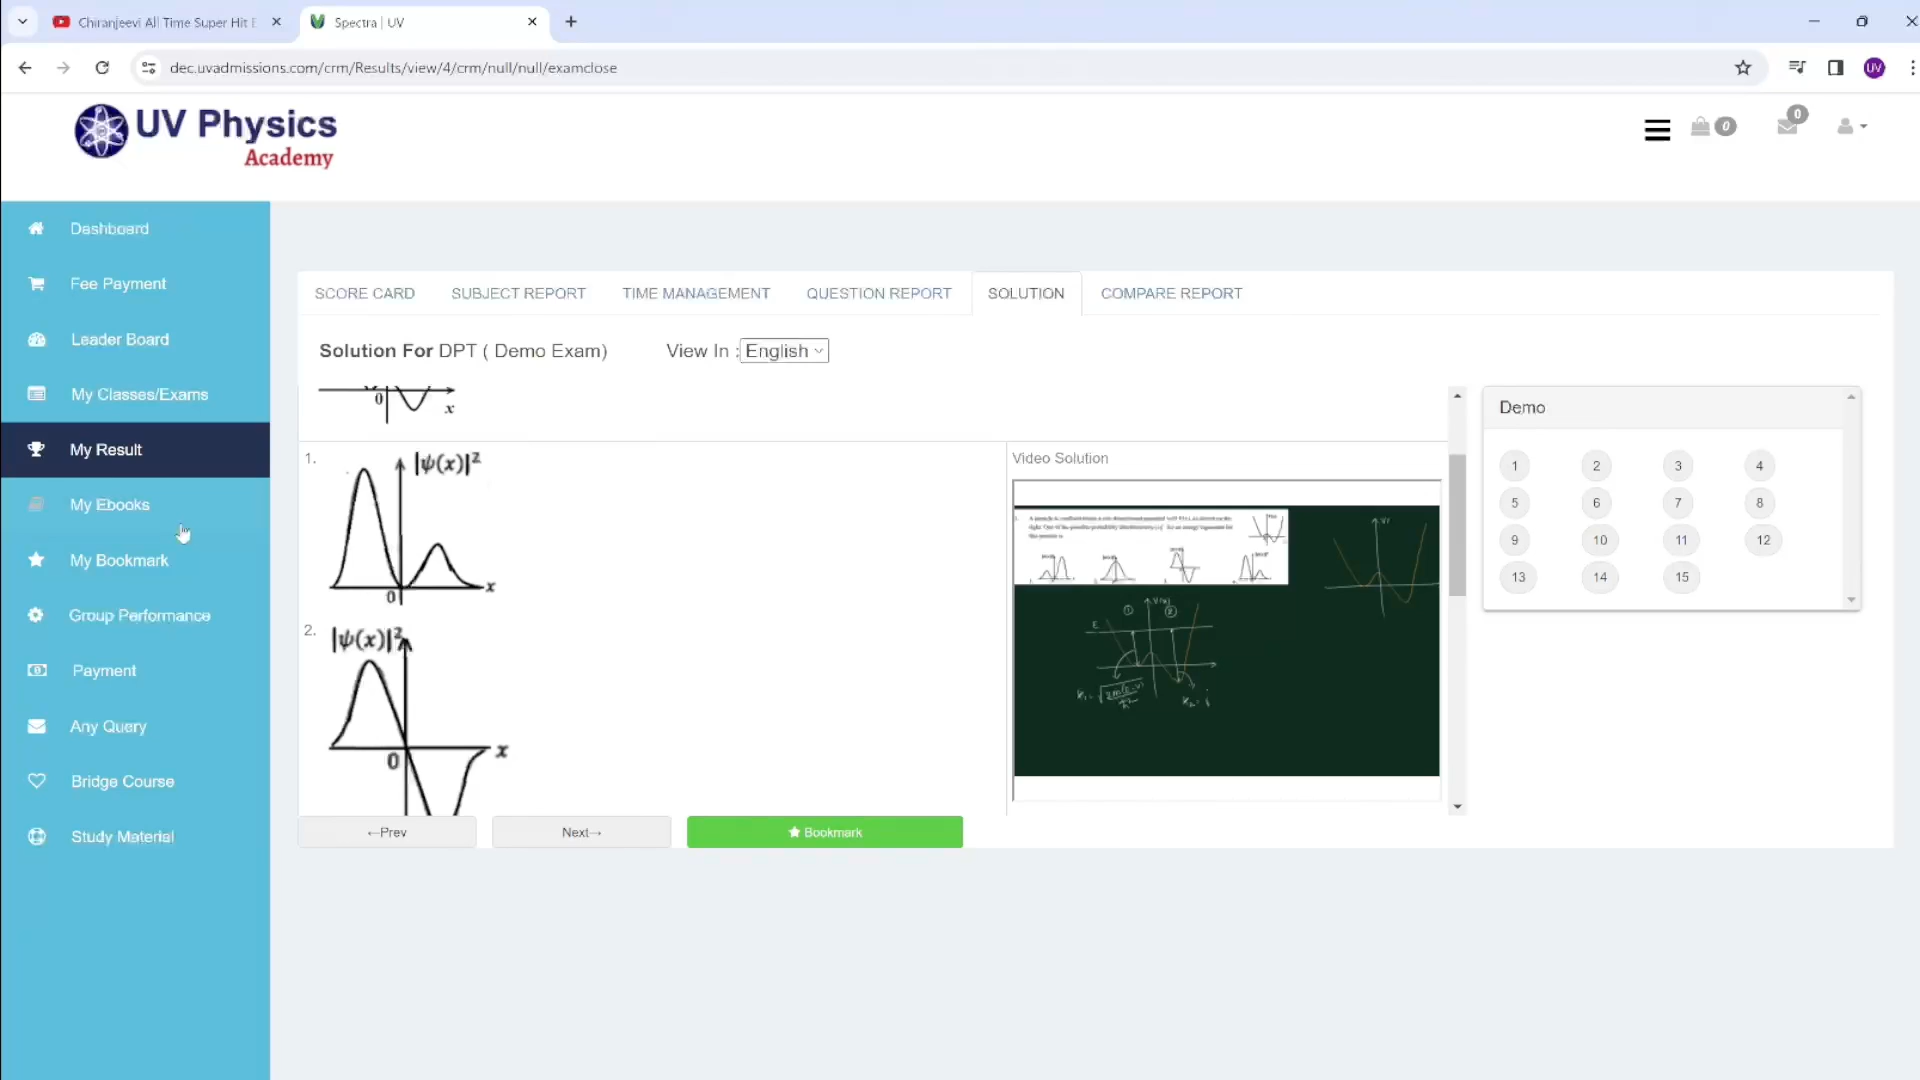 Chiranjeevi All Time Super Hit
Spectra | UV
dec.uvadmissions.com/crm/Results/view/4/crm/null/null/examclose
UV
UV Physics
Academy
0
0
Dashboard
Fee Payment
Leader Board
My Classes/Exams
My Result
My Ebooks
My Bookmark
Group Performance
Payment
Any Query
Bridge Course
Study Material
SCORE CARD
SUBJECT REPORT
TIME MANAGEMENT
QUESTION REPORT
SOLUTION
COMPARE REPORT
Solution For DPT ( Demo Exam)
View In : English
0
x
1.
|ψ(x)|²
0
x
2.
|ψ(x)|²
0
x
Video Solution
←Prev
Next→
Bookmark
Demo
1 2 3 4
5 6 7 8
9 10 11 12
13 14 15